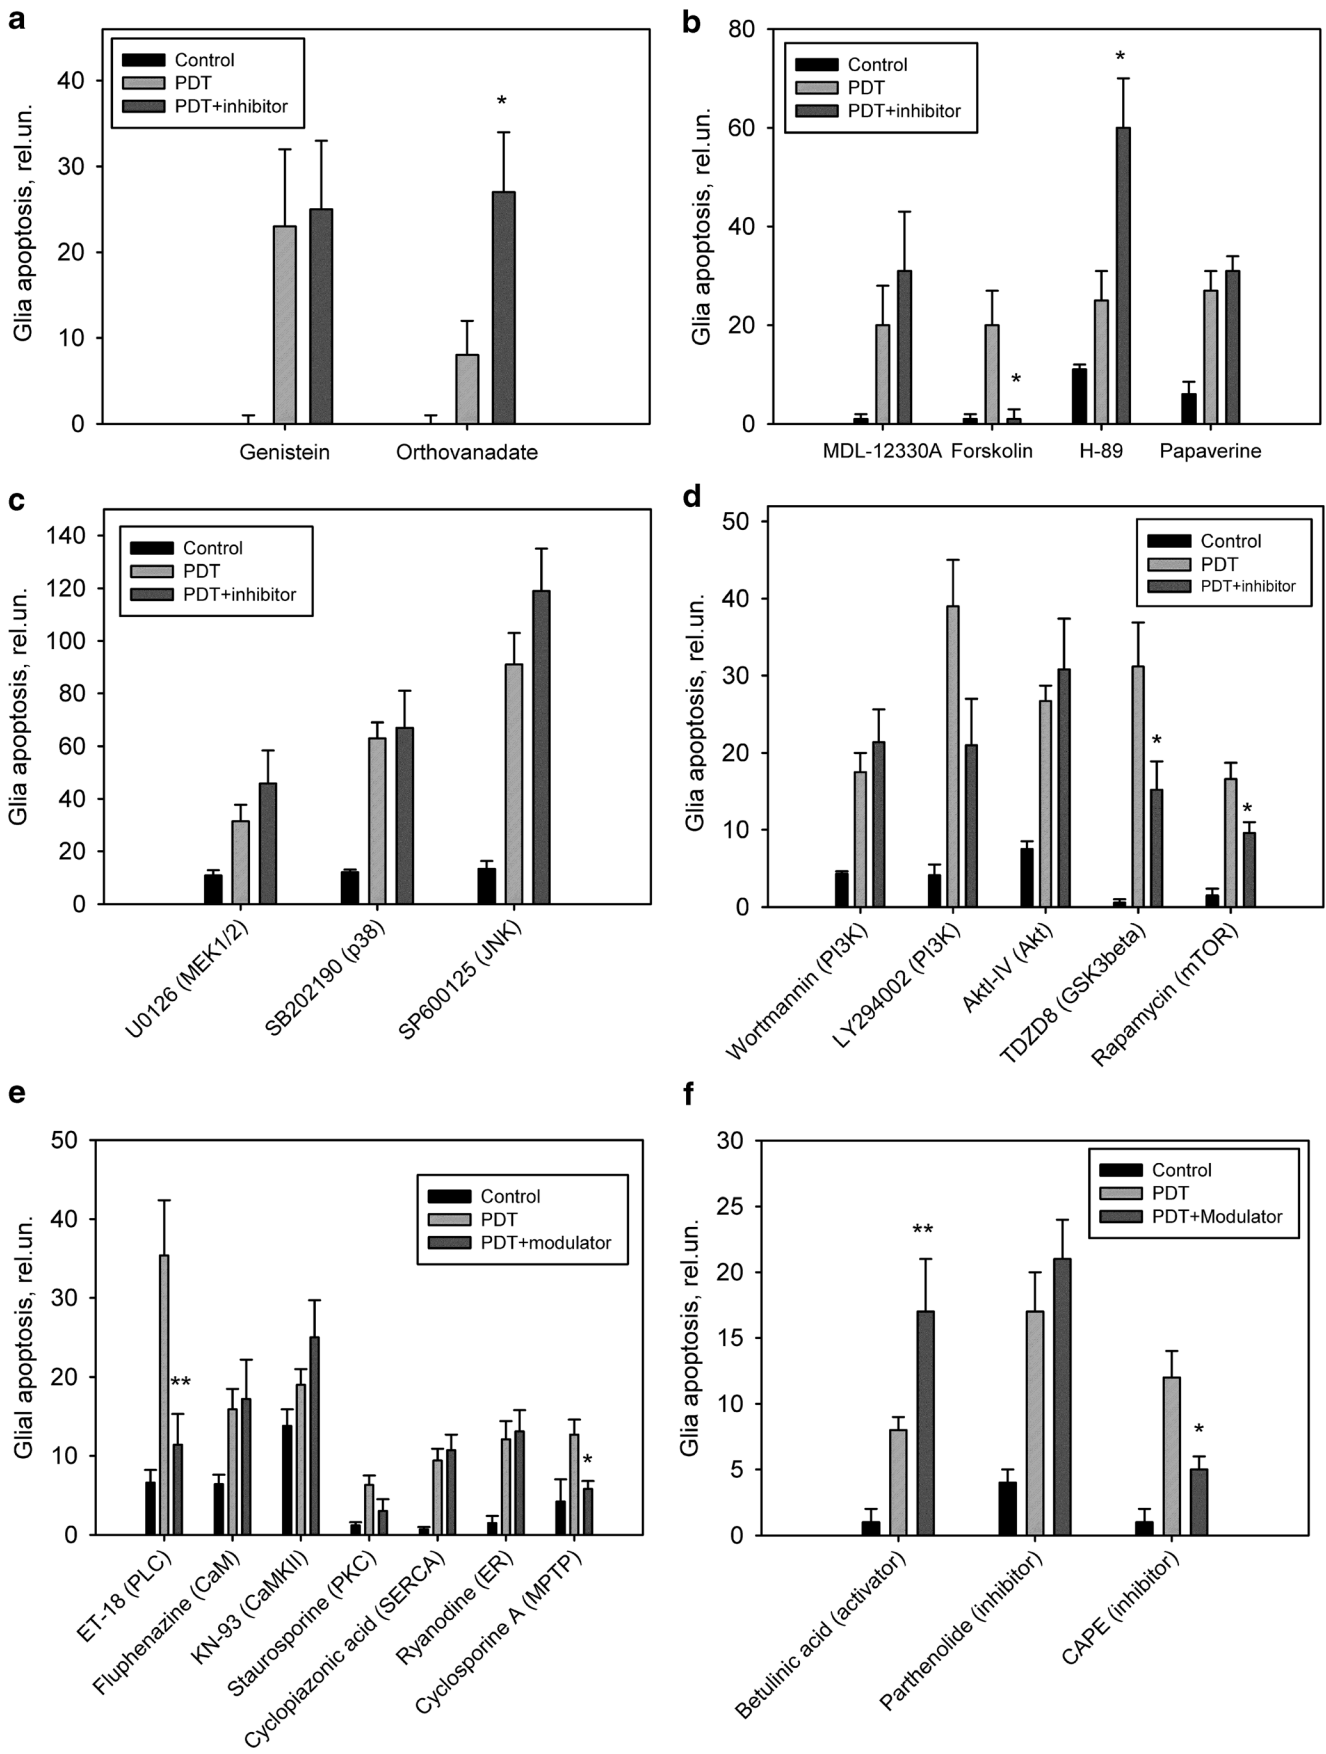 a
Glia apoptosis, rel.un.
40
30
20
10
0
Control
PDT
PDT+inhibitor
*
Genistein
Orthovanadate
b
Glia apoptosis, rel.un.
80
60
40
20
0
Control
PDT
PDT+inhibitor
*
*
MDL-12330A
Forskolin
H-89
Papaverine
c
Glia apoptosis, rel.un.
140
120
100
80
60
40
20
0
Control
PDT
PDT+inhibitor
U0126 (MEK1/2)
SB202190 (p38)
SP600125 (JNK)
d
Glia apoptosis, rel.un.
50
40
30
20
10
0
Control
PDT
PDT+inhibitor
*
*
Wortmannin (PI3K)
LY294002 (PI3K)
AktI-IV (Akt)
TDZD8 (GSK3beta)
Rapamycin (mTOR)
e
Glial apoptosis, rel.un.
50
40
30
20
10
0
Control
PDT
PDT+modulator
**
*
ET-18 (PLC)
Fluphenazine (CaM)
KN-93 (CaMKII)
Staurosporine (PKC)
Cyclopiazonic acid (SERCA)
Ryanodine (ER)
Cyclosporine A (MPTP)
f
Glia apoptosis, rel.un.
30
25
20
15
10
5
0
Control
PDT
PDT+Modulator
**
*
Betulinic acid (activator)
Parthenolide (inhibitor)
CAPE (inhibitor)